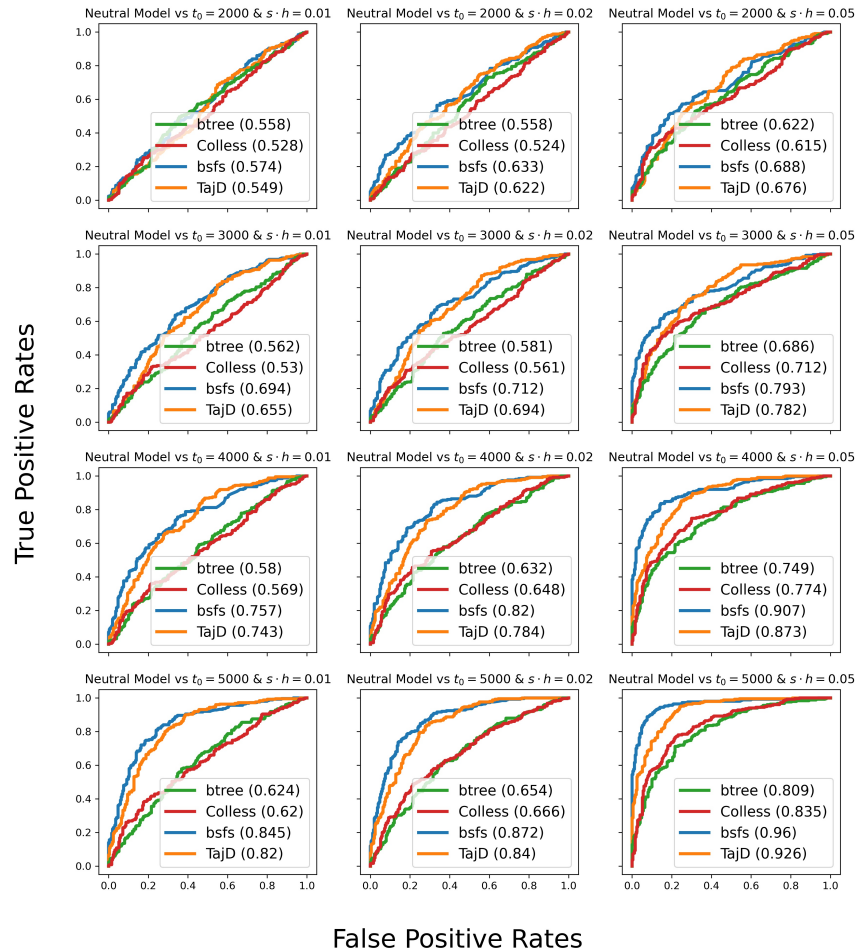 Neutral Model vs t₀ = 2000 & s · h = 0.01
Neutral Model vs t₀ = 2000 & s · h = 0.02
Neutral Model vs t₀ = 2000 & s · h = 0.05
1.0
0.8
0.6
0.4
0.2
0.0
btree (0.558)
Colless (0.528)
bsfs (0.574)
TajD (0.549)
btree (0.558)
Colless (0.524)
bsfs (0.633)
TajD (0.622)
btree (0.622)
Colless (0.615)
bsfs (0.688)
TajD (0.676)
Neutral Model vs t₀ = 3000 & s · h = 0.01
Neutral Model vs t₀ = 3000 & s · h = 0.02
Neutral Model vs t₀ = 3000 & s · h = 0.05
1.0
0.8
0.6
0.4
0.2
0.0
btree (0.562)
Colless (0.53)
bsfs (0.694)
TajD (0.655)
btree (0.581)
Colless (0.561)
bsfs (0.712)
TajD (0.694)
btree (0.686)
Colless (0.712)
bsfs (0.793)
TajD (0.782)
True Positive Rates
Neutral Model vs t₀ = 4000 & s · h = 0.01
Neutral Model vs t₀ = 4000 & s · h = 0.02
Neutral Model vs t₀ = 4000 & s · h = 0.05
1.0
0.8
0.6
0.4
0.2
0.0
btree (0.58)
Colless (0.569)
bsfs (0.757)
TajD (0.743)
btree (0.632)
Colless (0.648)
bsfs (0.82)
TajD (0.784)
btree (0.749)
Colless (0.774)
bsfs (0.907)
TajD (0.873)
Neutral Model vs t₀ = 5000 & s · h = 0.01
Neutral Model vs t₀ = 5000 & s · h = 0.02
Neutral Model vs t₀ = 5000 & s · h = 0.05
1.0
0.8
0.6
0.4
0.2
0.0
btree (0.624)
Colless (0.62)
bsfs (0.845)
TajD (0.82)
btree (0.654)
Colless (0.666)
bsfs (0.872)
TajD (0.84)
btree (0.809)
Colless (0.835)
bsfs (0.96)
TajD (0.926)
0.0 0.2 0.4 0.6 0.8 1.0
0.0 0.2 0.4 0.6 0.8 1.0
0.0 0.2 0.4 0.6 0.8 1.0
False Positive Rates